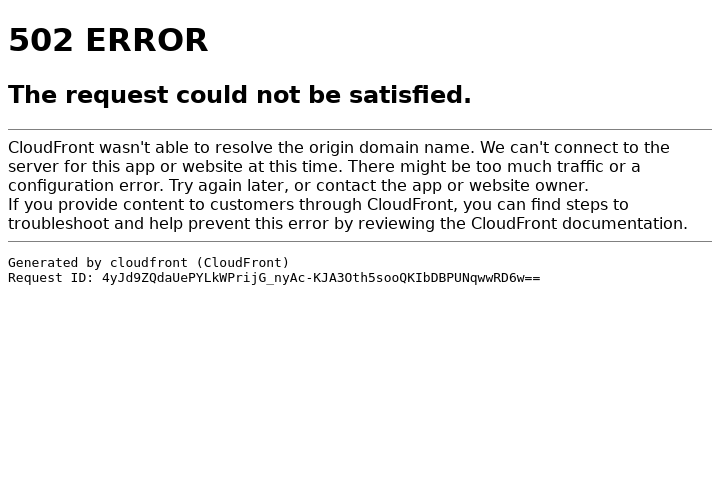 502 ERROR
The request could not be satisfied.
CloudFront wasn't able to resolve the origin domain name. We can't connect to the
server for this app or website at this time. There might be too much traffic or a
configuration error. Try again later, or contact the app or website owner.
If you provide content to customers through CloudFront, you can find steps to
troubleshoot and help prevent this error by reviewing the CloudFront documentation.
Generated by cloudfront (CloudFront)
Request ID: 4yJd9ZQdaUePYLkWPrijG_nyAc-KJA3Oth5sooQKIbDBPUNqwwRD6w==